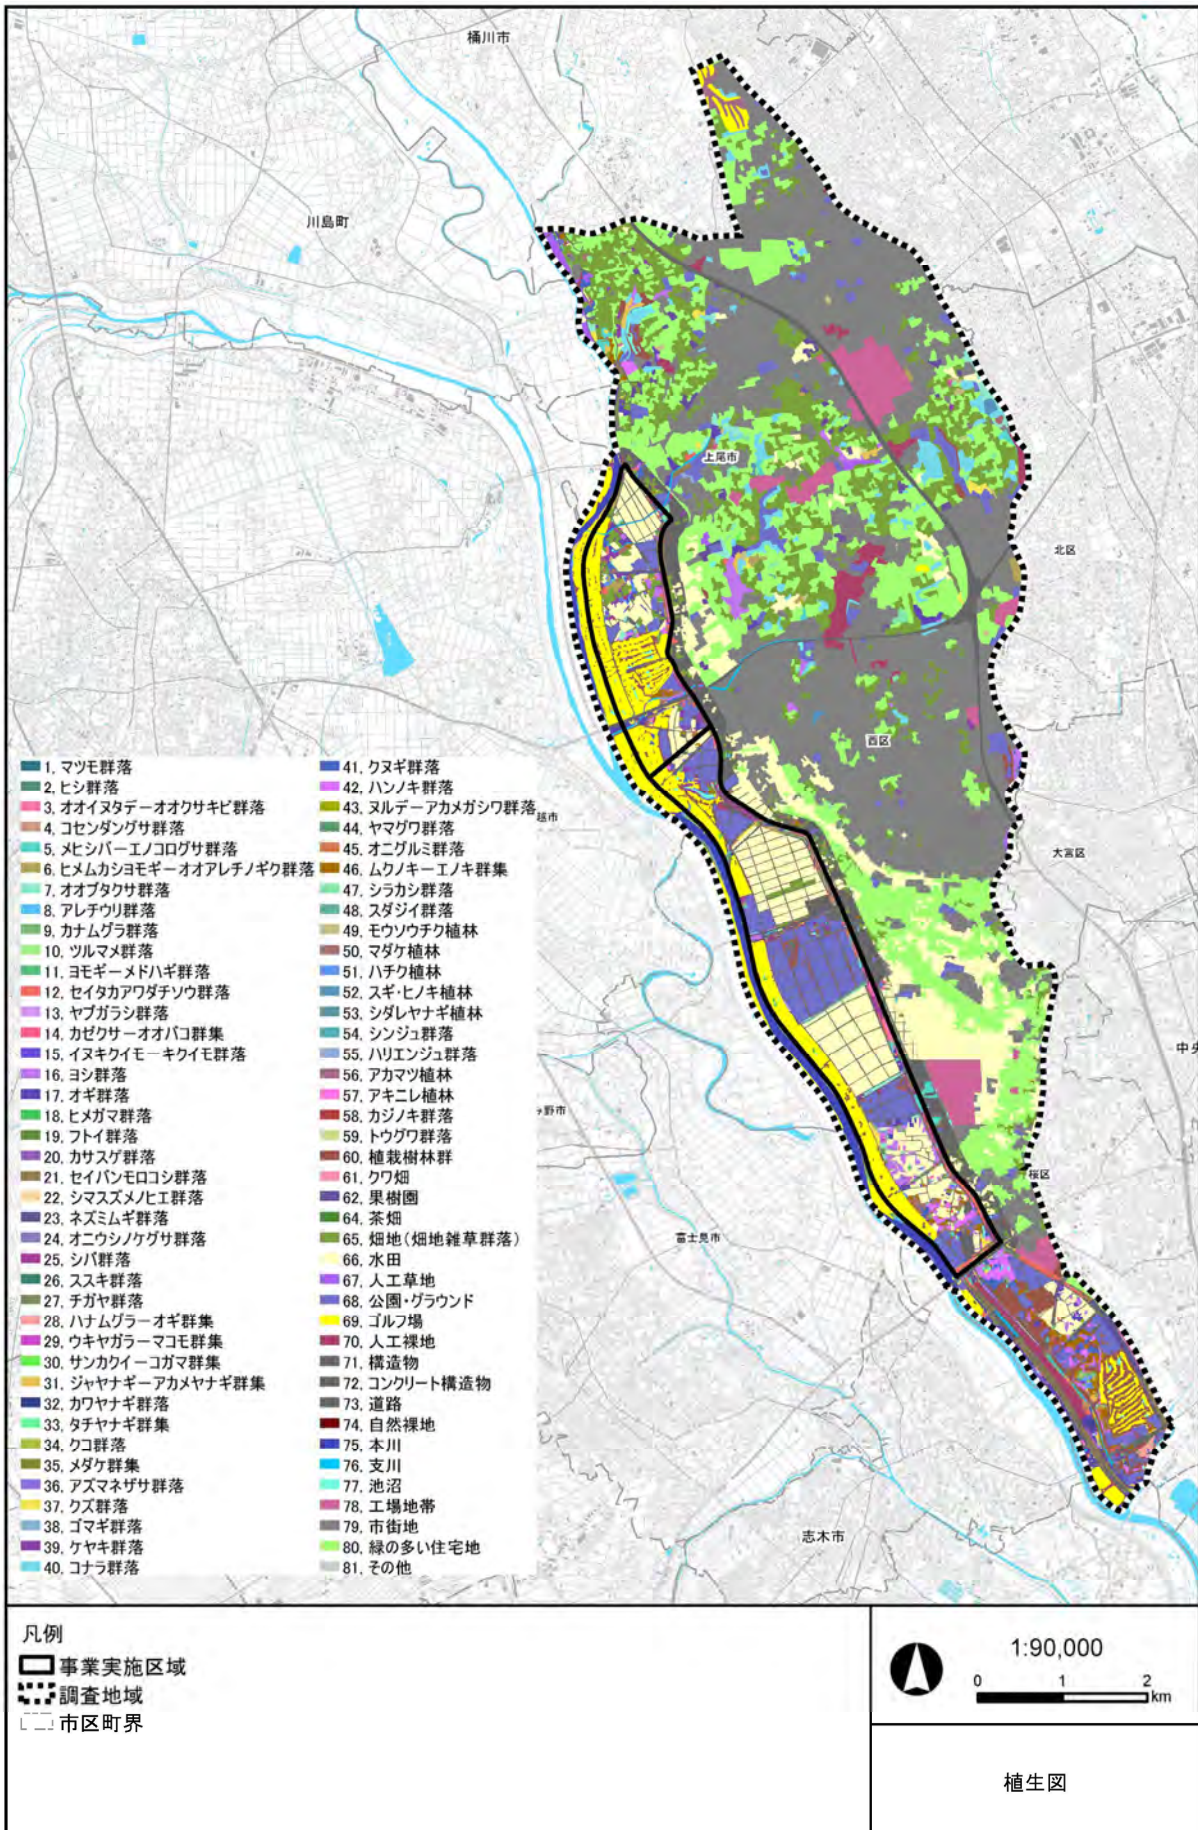 桶川市
川島町
上尾市
北区
西区
越市
大宮区
中央
み野市
桜区
富士見市
志木市
1. マツモ群落
2. ヒシ群落
3. オオイヌタデーオオクサキビ群落
4. コセンダングサ群落
5. メヒシバーエノコログサ群落
6. ヒメムカシヨモギーオオアレチノギク群落
7. オオブタクサ群落
8. アレチウリ群落
9. カナムグラ群落
10. ツルマメ群落
11. ヨモギーメドハギ群落
12. セイタカアワダチソウ群落
13. ヤブガラシ群落
14. カゼクサーオオバコ群集
15. イヌキクイモ－キクイモ群落
16. ヨシ群落
17. オギ群落
18. ヒメガマ群落
19. フトイ群落
20. カサスゲ群落
21. セイバンモロコシ群落
22. シマスズメノヒエ群落
23. ネズミムギ群落
24. オニウシノケグサ群落
25. シバ群落
26. ススキ群落
27. チガヤ群落
28. ハナムグラーオギ群集
29. ウキヤガラーマコモ群集
30. サンカクイーコガマ群集
31. ジャヤナギーアカメヤナギ群集
32. カワヤナギ群落
33. タチヤナギ群集
34. クコ群落
35. メダケ群集
36. アズマネザサ群落
37. クズ群落
38. ゴマギ群落
39. ケヤキ群落
40. コナラ群落
41. クヌギ群落
42. ハンノキ群落
43. ヌルデーアカメガシワ群落
44. ヤマグワ群落
45. オニグルミ群落
46. ムクノキーエノキ群集
47. シラカシ群落
48. スダジイ群落
49. モウソウチク植林
50. マダケ植林
51. ハチク植林
52. スギ・ヒノキ植林
53. シダレヤナギ植林
54. シンジュ群落
55. ハリエンジュ群落
56. アカマツ植林
57. アキニレ植林
58. カジノキ群落
59. トウグワ群落
60. 植栽樹林群
61. クワ畑
62. 果樹園
64. 茶畑
65. 畑地(畑地雑草群落)
66. 水田
67. 人工草地
68. 公園・グラウンド
69. ゴルフ場
70. 人工裸地
71. 構造物
72. コンクリート構造物
73. 道路
74. 自然裸地
75. 本川
76. 支川
77. 池沼
78. 工場地帯
79. 市街地
80. 緑の多い住宅地
81. その他
凡例
事業実施区域
調査地域
市区町界
1:90,000
0 1 2
km
植生図